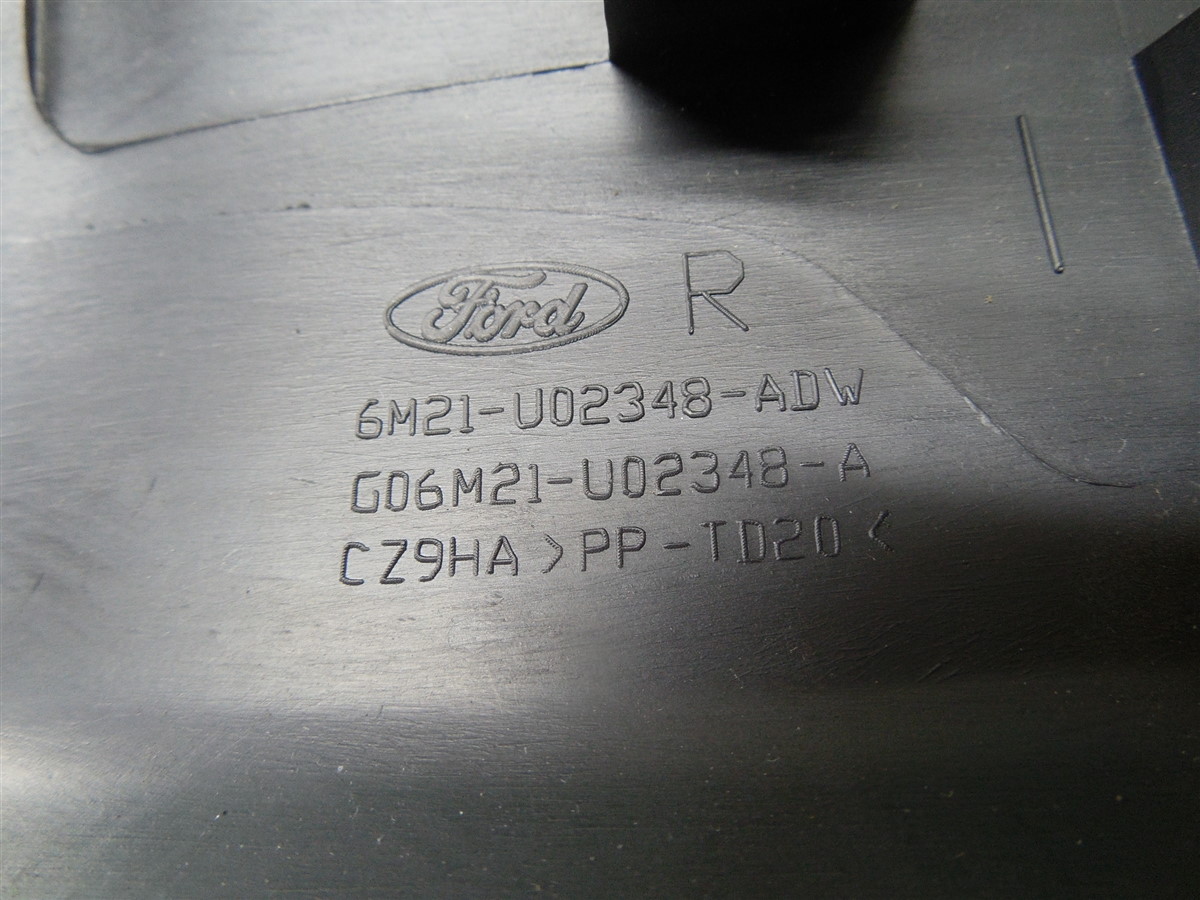 Ford R
6M21-U02348-ADW
G06M21-U02348-A
CZ9HA >PP-TD20<